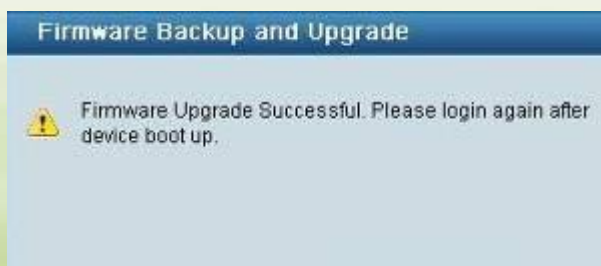 Firmware Backup and Upgrade
Firmware Upgrade Successful. Please login again after
device boot up.